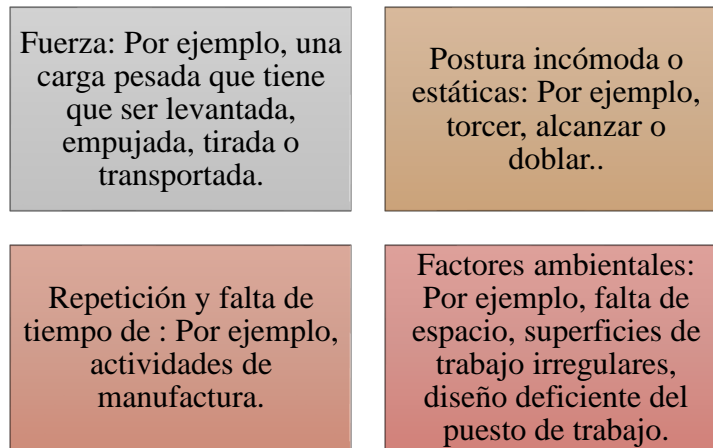 Fuerza: Por ejemplo, una
carga pesada que tiene
que ser levantada,
empujada, tirada o
transportada.
Postura incómoda o
estáticas: Por ejemplo,
torcer, alcanzar o
doblar..
Repetición y falta de
tiempo de : Por ejemplo,
actividades de
manufactura.
Factores ambientales:
Por ejemplo, falta de
espacio, superficies de
trabajo irregulares,
diseño deficiente del
puesto de trabajo.